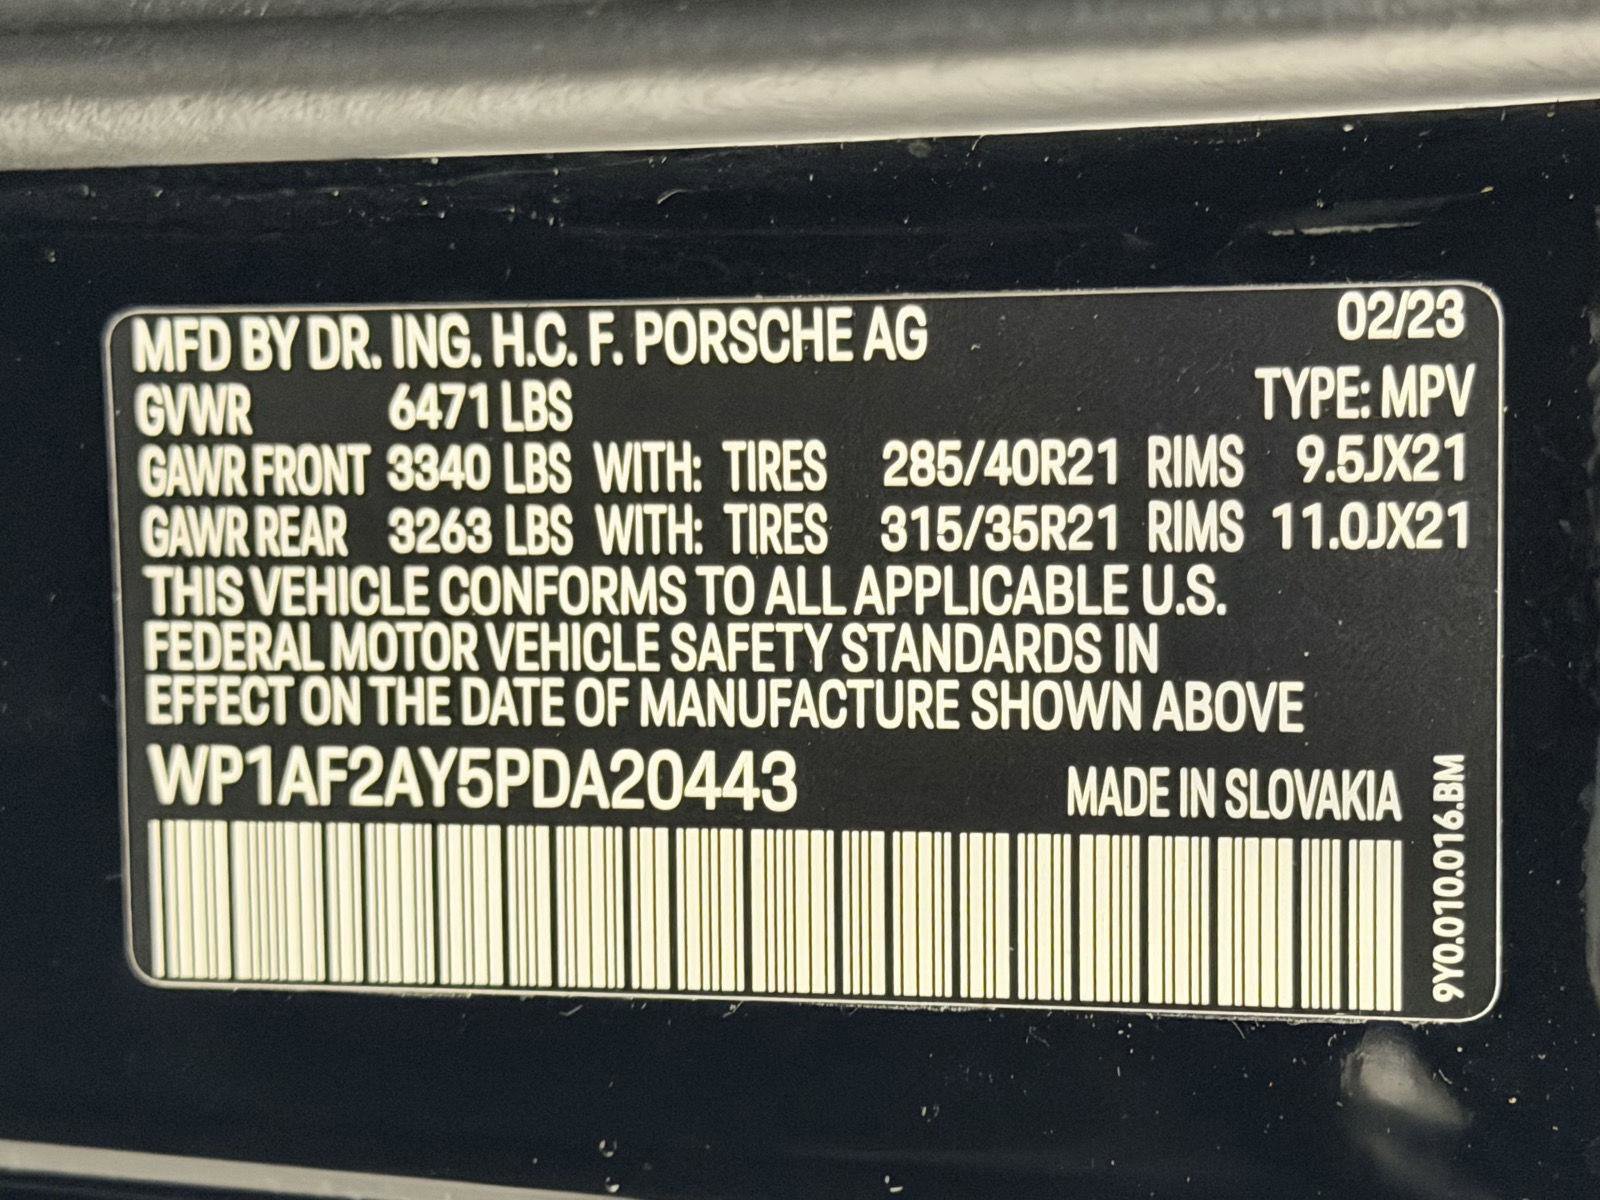 MFD BY DR. ING. H.C. F. PORSCHE AG 02/23
GVWR 6471 LBS TYPE: MPV
GAWR FRONT 3340 LBS WITH: TIRES 285/40R21 RIMS 9.5JX21
GAWR REAR 3263 LBS WITH: TIRES 315/35R21 RIMS 11.0JX21
THIS VEHICLE CONFORMS TO ALL APPLICABLE U.S.
FEDERAL MOTOR VEHICLE SAFETY STANDARDS IN
EFFECT ON THE DATE OF MANUFACTURE SHOWN ABOVE
WP1AF2AY5PDA20443 MADE IN SLOVAKIA
9Y0.010.016.BM